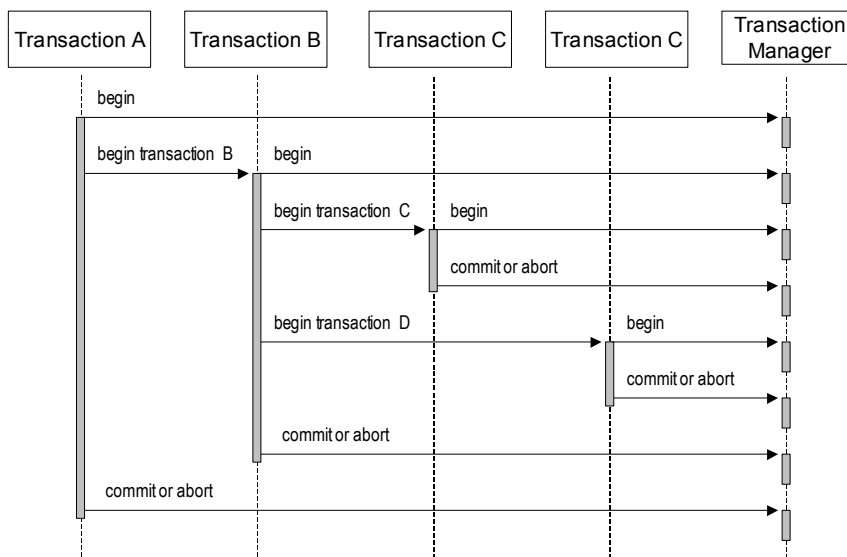 Transaction A
Transaction B
Transaction C
Transaction C
Transaction
Manager
begin
begin transaction B
begin
begin transaction C
begin
commit or abort
begin transaction D
begin
commit or abort
commit or abort
commit or abort